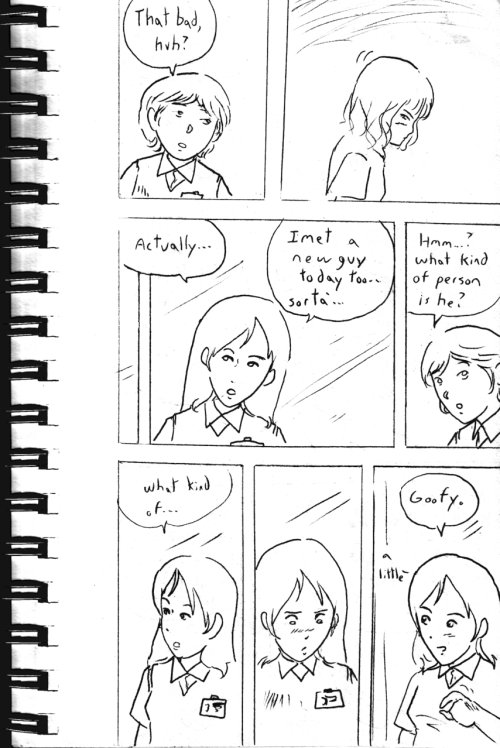 That bad,
huh?
Actually...
I met a
new guy
today too...
sorta...
Hmm...?
what kind
of person
is he?
what kind
of...
Goofy.
a
little